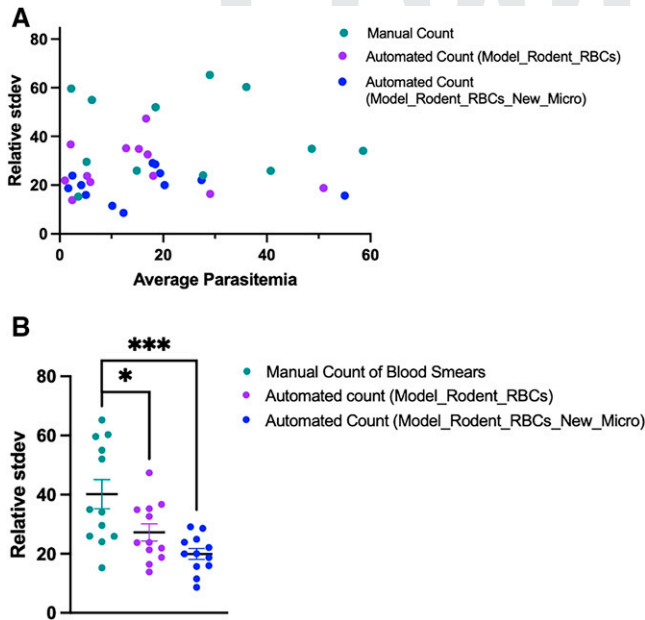 A
Relative stdev
80
60
40
20
0
0
20
40
60
Average Parasitemia
Manual Count
Automated Count (Model_Rodent_RBCs)
Automated Count
(Model_Rodent_RBCs_New_Micro)
B
***
*
Relative stdev
80
60
40
20
0
Manual Count of Blood Smears
Automated count (Model_Rodent_RBCs)
Automated Count (Model_Rodent_RBCs_New_Micro)